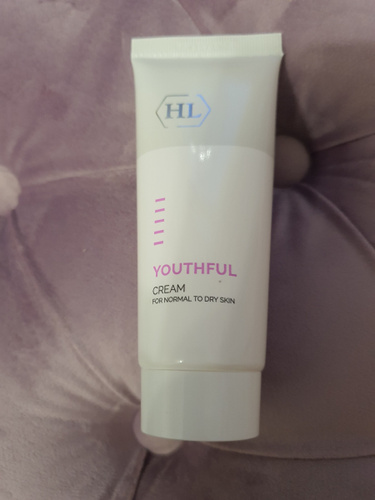 HL
YOUTHFUL
CREAM
FOR NORMAL TO DRY SKIN